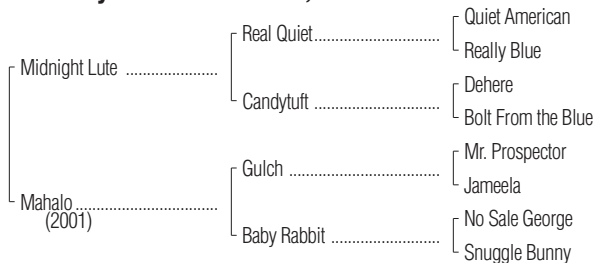 Quiet American
Real Quiet
Really Blue
Midnight Lute
Dehere
Candytuft
Bolt From the Blue
Mr. Prospector
Gulch
Jameela
Mahalo
(2001)
No Sale George
Baby Rabbit
Snuggle Bunny